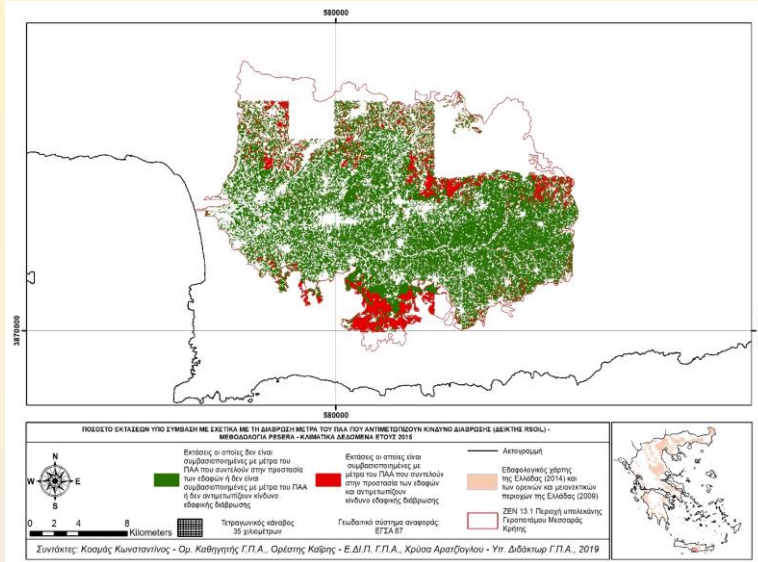 580000
3870000
3870000
580000
ΠΟΣΟΣΤΟ ΕΚΤΑΣΕΩΝ ΥΠΟ ΣΥΜΒΑΣΗ ΜΕ ΣΧΕΤΙΚΑ ΜΕ ΤΗ ΔΙΑΒΡΩΣΗ ΜΕΤΡΑ ΤΟΥ ΠΑΑ ΠΟΥ ΑΝΤΙΜΕΤΩΠΙΖΟΥΝ ΚΙΝΔΥΝΟ ΔΙΑΒΡΩΣΗΣ (ΔΕΙΚΤΗΣ RSOIL) -
ΜΕΘΟΔΟΛΟΓΙΑ PESERA - ΚΛΙΜΑΤΙΚΑ ΔΕΔΟΜΕΝΑ ΕΤΟΥΣ 2015
N
W E
S
0 2 4 8
Kilometers
Εκτάσεις οι οποίες δεν είναι
συμβασιοποιημένες με μέτρα του
ΠΑΑ που συντελούν στην προστασία
των εδαφών ή δεν είναι
συμβασιοποιημένες με μέτρα του ΠΑΑ
ή δεν αντιμετωπίζουν κίνδυνο
εδαφικής διάβρωσης
Εκτάσεις οι οποίες είναι
συμβασιοποιημένες με
μέτρα του ΠΑΑ που συντελούν
στην προστασία των εδαφών
και αντιμετωπίζουν
κίνδυνο εδαφικής διάβρωσης
Ακτογραμμή
Εδαφολογικός χάρτης
της Ελλάδας (2014) και
των ορεινών και μειονεκτικών
περιοχής της Ελλάδας (2009)
ΖΕΝ 13.1 Περιοχή υπολεκάνης
Γεροποτάμου Μεσσαράς
Κρήτης
Τετραγωνικός κάναβος
35 χιλιομέτρων
Γεωδαιτικό σύστημα αναφοράς:
ΕΓΣΑ 87
Συντάκτες: Κοσμάς Κωνσταντίνος - Ομ. Καθηγητής Γ.Π.Α., Ορέστης Καΐρης - Ε.ΔΙ.Π. Γ.Π.Α., Χρύσα Αρατζίογλου - Υπ. Διδάκτωρ Γ.Π.Α., 2019